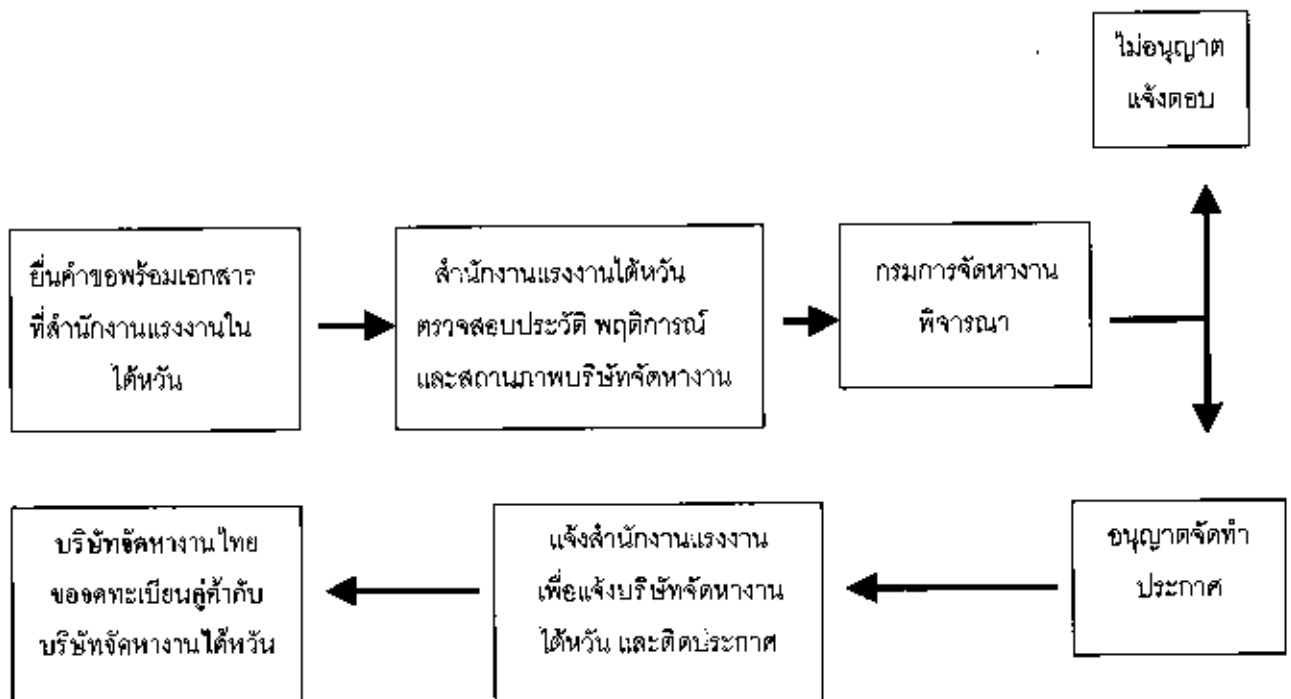 ไม่อนุญาต
แจ้งตอบ
ยื่นคำขอพร้อมเอกสาร
ที่สำนักงานแรงงานใน
ไต้หวัน
สำนักงานแรงงานไต้หวัน
ตรวจสอบประวัติ พฤติการณ์
และสถานภาพบริษัทจัดหางาน
กรมการจัดหางาน
พิจารณา
บริษัทจัดหางานไทย
ขอจดทะเบียนคู่ค้ากับ
บริษัทจัดหางานไต้หวัน
แจ้งสำนักงานแรงงาน
เพื่อแจ้งบริษัทจัดหางาน
ไต้หวัน และติดประกาศ
อนุญาตจัดทำ
ประกาศ